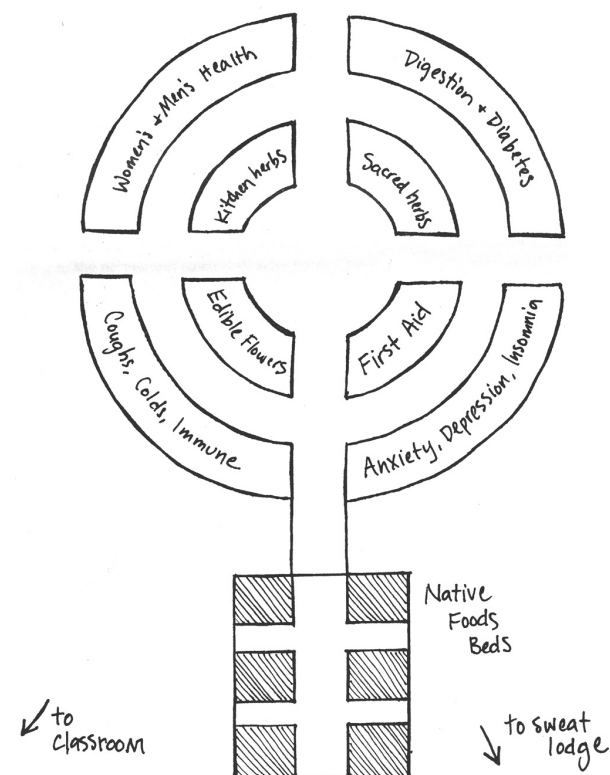 Women's + Men's Health
Digestion + Diabetes
Kitchen herbs
Sacred herbs
Edible Flowers
First Aid
Coughs, Colds, Immune
Anxiety, Depression, Insomnia
Native
Foods
Beds
to
classroom
to sweat
lodge